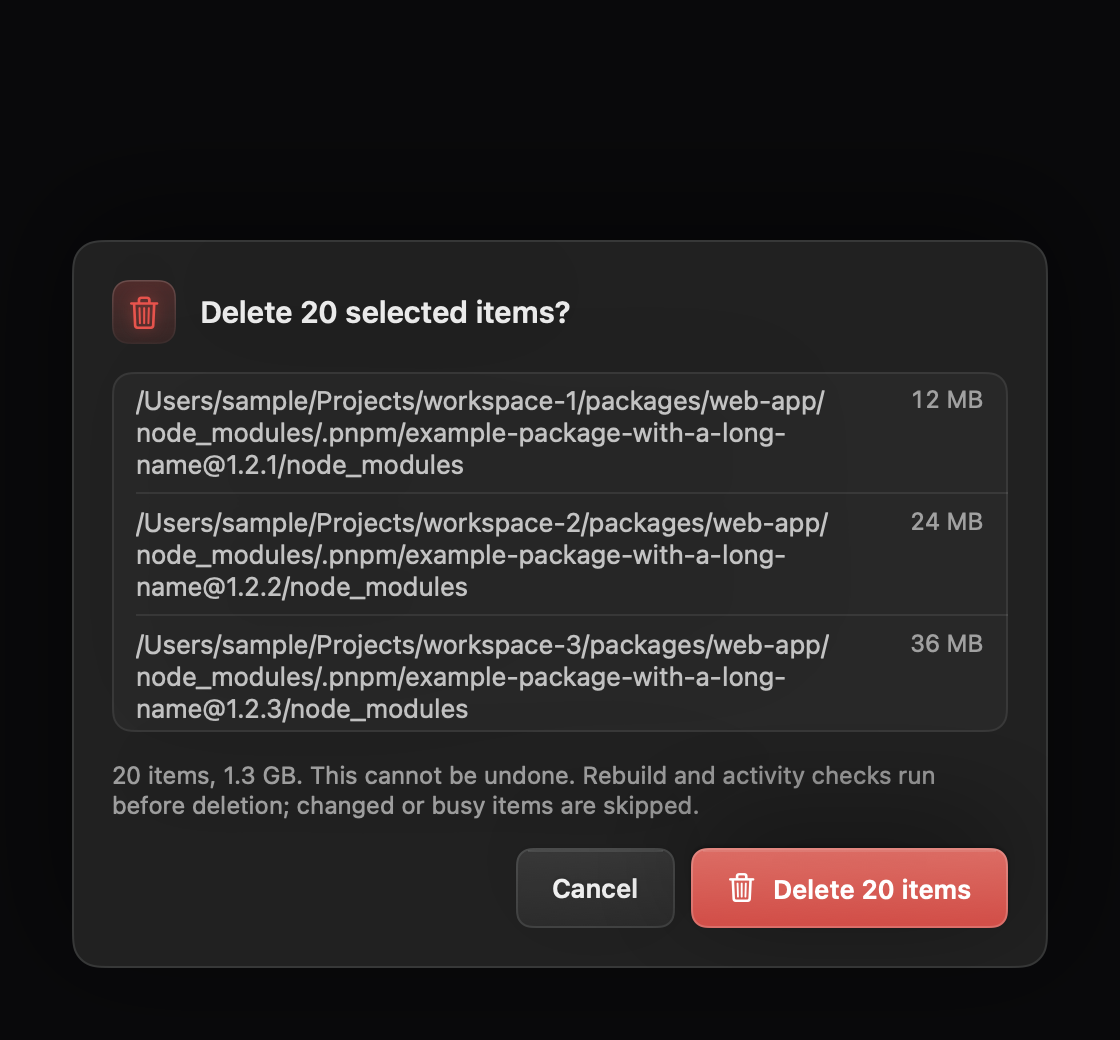 Delete 20 selected items?
/Users/sample/Projects/workspace-1/packages/web-app/ 12 MB
node_modules/.pnpm/example-package-with-a-long-
name@1.2.1/node_modules
/Users/sample/Projects/workspace-2/packages/web-app/ 24 MB
node_modules/.pnpm/example-package-with-a-long-
name@1.2.2/node_modules
/Users/sample/Projects/workspace-3/packages/web-app/ 36 MB
node_modules/.pnpm/example-package-with-a-long-
name@1.2.3/node_modules
20 items, 1.3 GB. This cannot be undone. Rebuild and activity checks run
before deletion; changed or busy items are skipped.
Cancel Delete 20 items